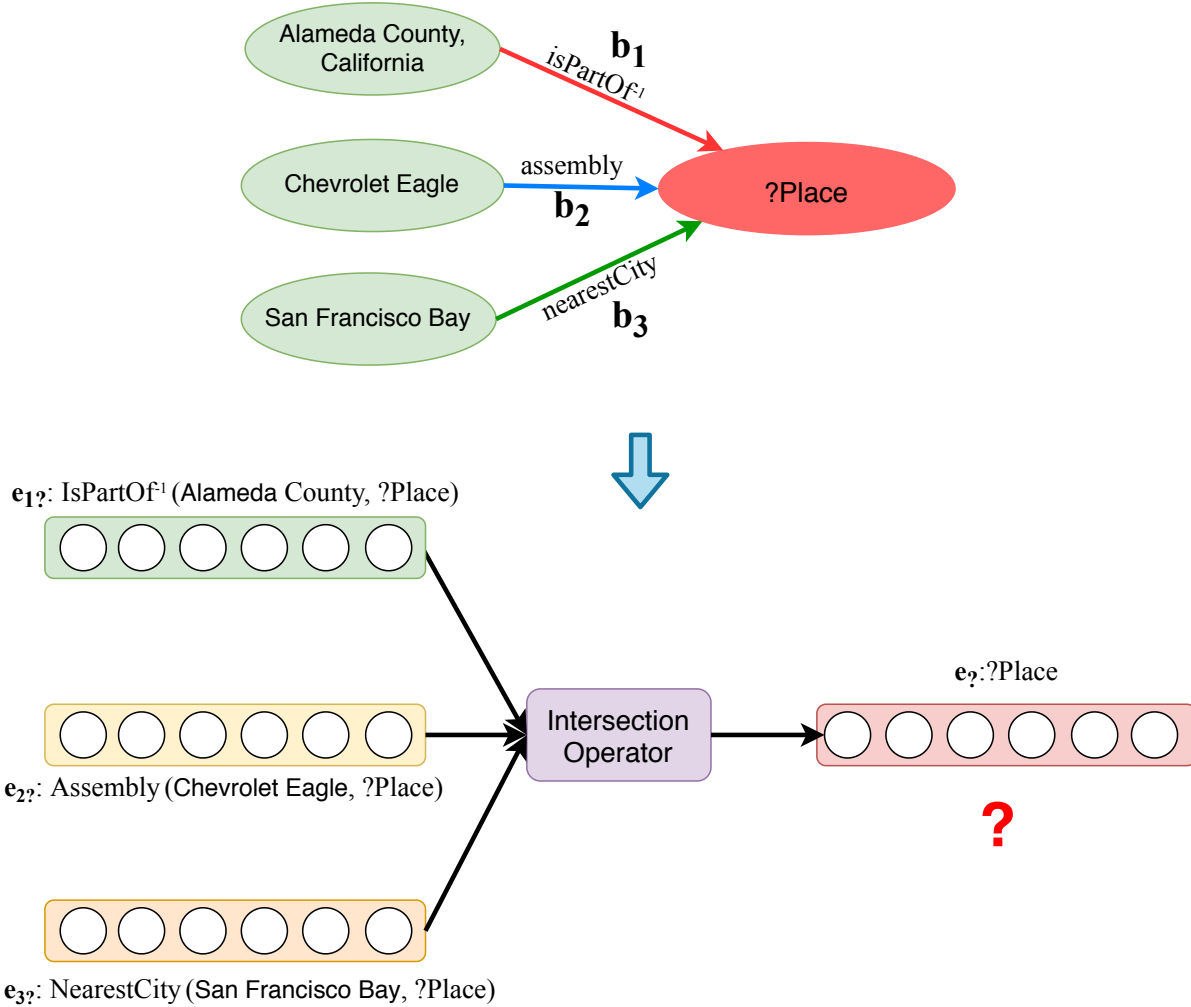 Alameda County,
California
b₁
isPartOf⁻¹
Chevrolet Eagle
assembly
b₂
?Place
San Francisco Bay
nearestCity
b₃
e₁?: IsPartOf⁻¹ (Alameda County, ?Place)
e₂?: Assembly (Chevrolet Eagle, ?Place)
Intersection
Operator
e?:?Place
?
e₃?: NearestCity (San Francisco Bay, ?Place)